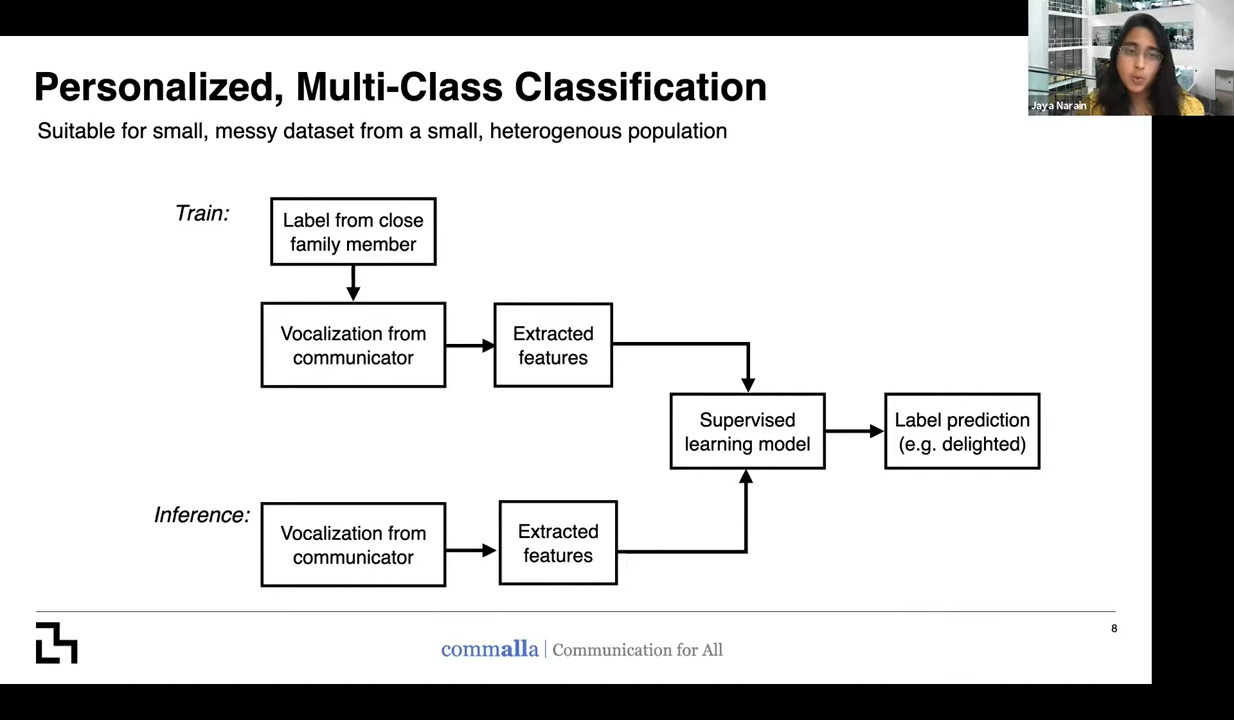 Personalized, Multi-Class Classification
Suitable for small, messy dataset from a small, heterogenous population
Jaya Narain
Train:
Label from close
family member
Vocalization from
communicator
Extracted
features
Supervised
learning model
Label prediction
(e.g. delighted)
Inference:
Vocalization from
communicator
Extracted
features
8
commalla | Communication for All